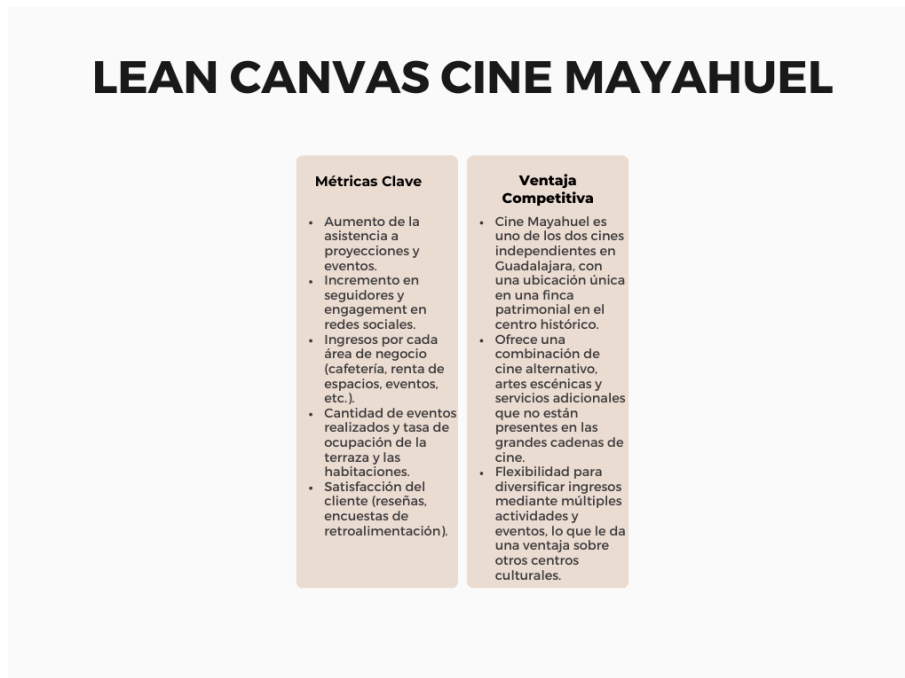 LEAN CANVAS CINE MAYAHUEL
Métricas Clave
• Aumento de la
asistencia a
proyecciones y
eventos.
• Incremento en
seguidores y
engagement en
redes sociales.
• Ingresos por cada
área de negocio
(cafetería, renta de
espacios, eventos,
etc.).
• Cantidad de eventos
realizados y tasa de
ocupación de la
terraza y las
habitaciones.
• Satisfacción del
cliente (reseñas,
encuestas de
retroalimentación).
Ventaja
Competitiva
• Cine Mayahuel es
uno de los dos cines
independientes en
Guadalajara, con
una ubicación única
en una finca
patrimonial en el
centro histórico.
• Ofrece una
combinación de
cine alternativo,
artes escénicas y
servicios adicionales
que no están
presentes en las
grandes cadenas de
cine.
• Flexibilidad para
diversificar ingresos
mediante múltiples
actividades y
eventos, lo que le da
una ventaja sobre
otros centros
culturales.